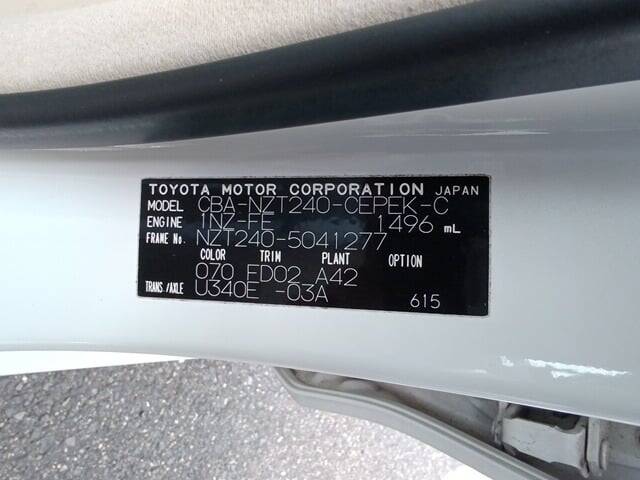 TOYOTA MOTOR CORPORATION JAPAN
MODEL CBA-NZT240-CEPEK-C
ENGINE 1NZ-FE 1496 mL
FRAME No. NZT240-5041277
COLOR TRIM PLANT OPTION
070 FD02 A42
TRANS./AXLE U340E -03A
615